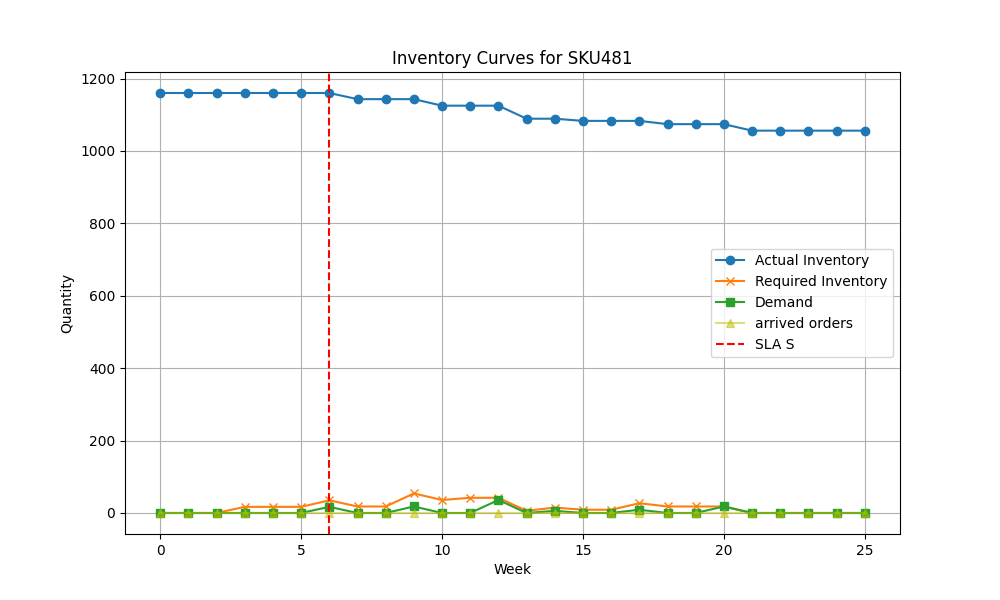 Inventory Curves for SKU481
1200
1000
800
600
400
200
0
Quantity
Actual Inventory
Required Inventory
Demand
arrived orders
SLA S
0 5 10 15 20 25
Week